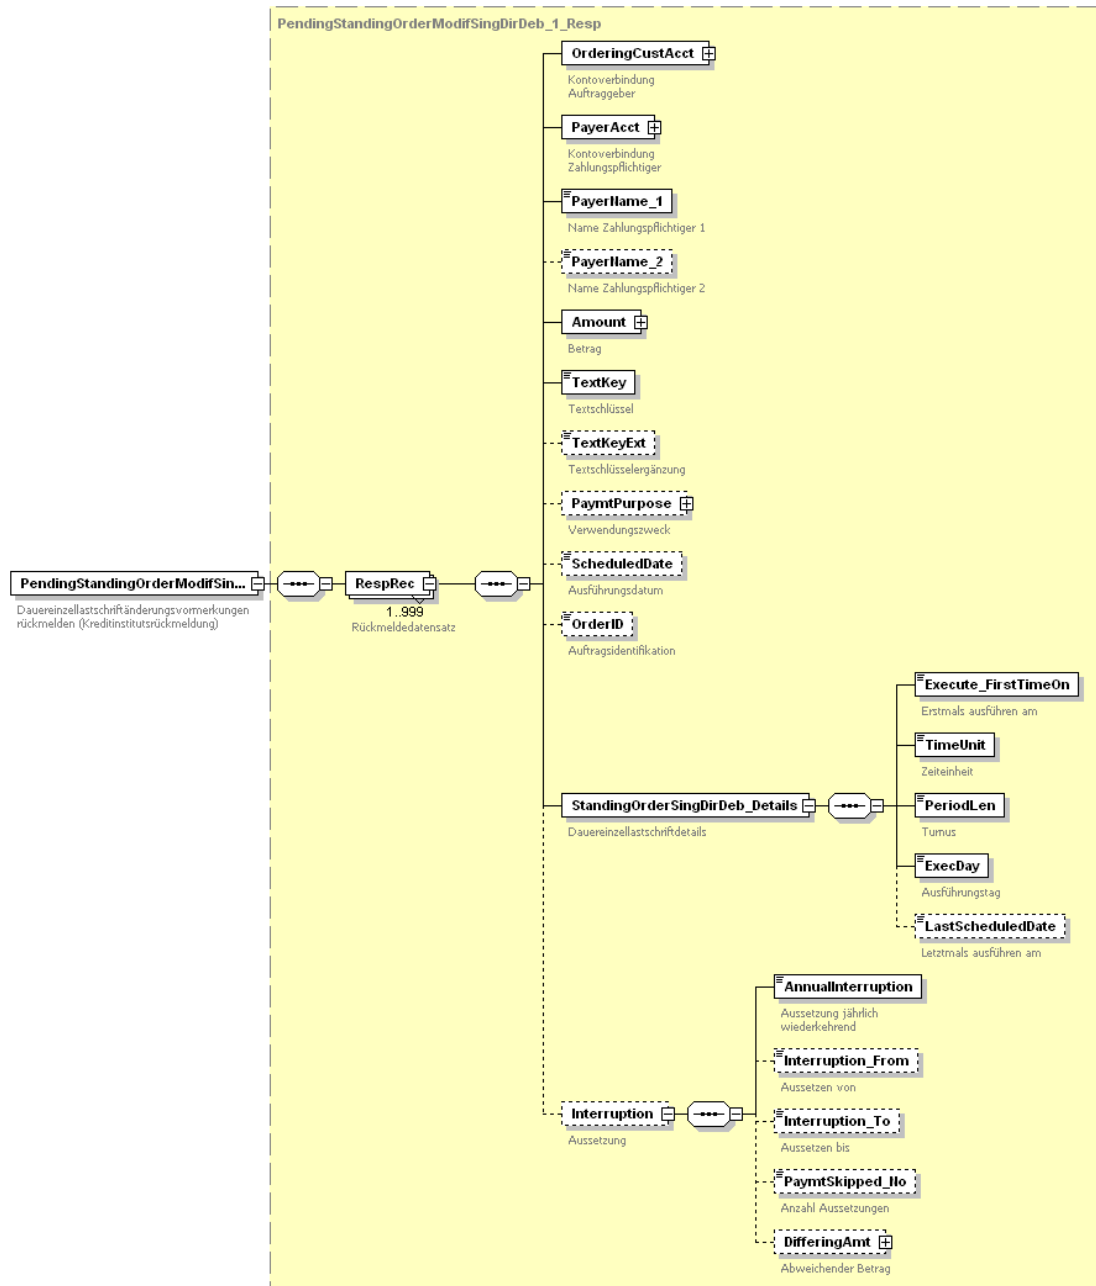 PendingStandingOrderModifSingDirDeb_1_Resp
OrderingCustAcct
Kontoverbindung
Auftraggeber
PayerAcct
Kontoverbindung
Zahlungspflichtiger
PayerName_1
Name Zahlungspflichtiger 1
PayerName_2
Name Zahlungspflichtiger 2
Amount
Betrag
TextKey
Textschlüssel
TextKeyExt
Textschlüsselergänzung
PaymtPurpose
Verwendungszweck
PendingStandingOrderModifSin...
Dauereinzellastschriftänderungsvormerkungen
rückmelden (Kreditinstitutsrückmeldung)
RespRec
1..999
Rückmeldedatensatz
ScheduledDate
Ausführungsdatum
OrderID
Auftragsidentifikation
StandingOrderSingDirDeb_Details
Dauereinzellastschriftdetails
Execute_FirstTimeOn
Erstmals ausführen am
TimeUnit
Zeiteinheit
PeriodLen
Turnus
ExecDay
Ausführungstag
LastScheduledDate
Letztmals ausführen am
Interruption
Aussetzung
AnnualInterruption
Aussetzung jährlich
wiederkehrend
Interruption_From
Aussetzen von
Interruption_To
Aussetzen bis
PaymtSkipped_No
Anzahl Aussetzungen
DifferingAmt
Abweichender Betrag